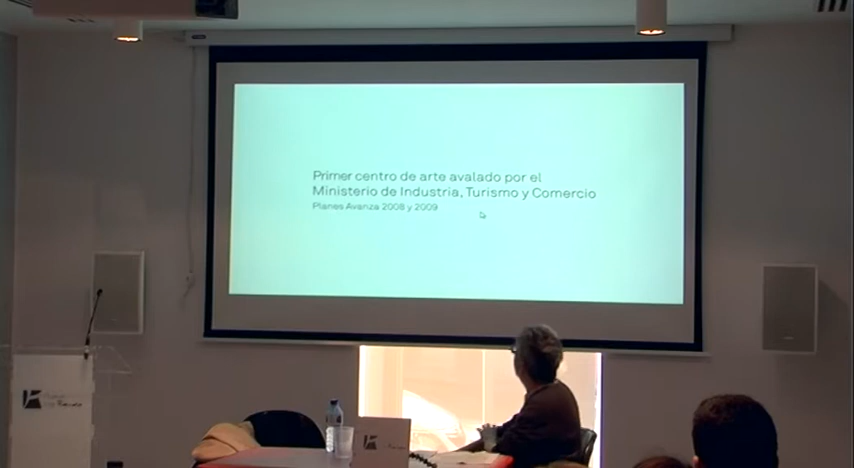 Primer centro de arte avalado por el
Ministerio de Industria, Turismo y Comercio
Planes Avanza 2008 y 2009